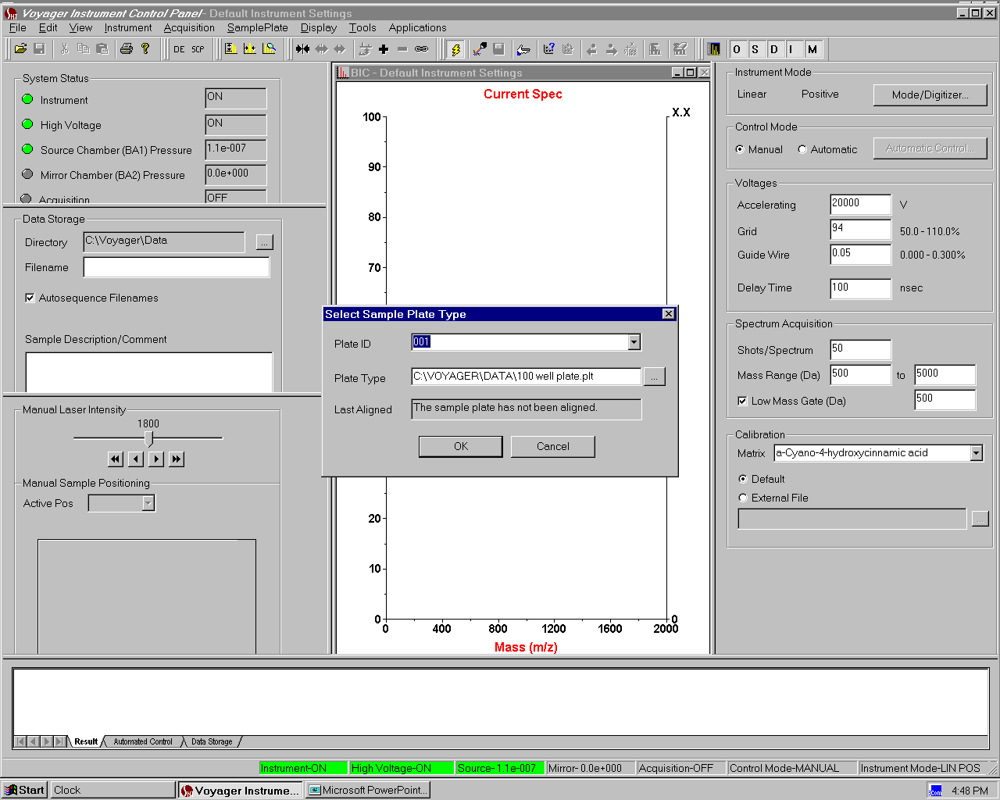 Voyager Instrument Control Panel - Default Instrument Settings
File Edit View Instrument Acquisition SamplePlate Display Tools Applications
DE SCP O S D I M
System Status
Instrument ON
High Voltage ON
Source Chamber (BA1) Pressure 1.1e-007
Mirror Chamber (BA2) Pressure 0.0e+000
Acquisition OFF
Data Storage
Directory C:\Voyager\Data ...
Filename
Autosequence Filenames
Sample Description/Comment
Manual Laser Intensity
1800
Manual Sample Positioning
Active Pos
BIC - Default Instrument Settings
Current Spec
X.X
100
90
80
70
20
10
0
0
0 400 800 1200 1600 2000
Mass (m/z)
Select Sample Plate Type
Plate ID 001
Plate Type C:\VOYAGER\DATA\100 well plate.plt ...
Last Aligned The sample plate has not been aligned.
OK Cancel
Instrument Mode
Linear Positive Mode/Digitizer...
Control Mode
Manual Automatic Automatic Control...
Voltages
Accelerating 20000 V
Grid 94 50.0 - 110.0%
Guide Wire 0.05 0.000 - 0.300%
Delay Time 100 nsec
Spectrum Acquisition
Shots/Spectrum 50
Mass Range (Da) 500 to 5000
Low Mass Gate (Da) 500
Calibration
Matrix a-Cyano-4-hydroxycinnamic acid
Default
External File
...
Result Automated Control Data Storage
Instrument-ON High Voltage-ON Source- 1.1e-007 Mirror- 0.0e+000 Acquisition-OFF Control Mode-MANUAL Instrument Mode-LIN POS
Start Clock Voyager Instrume... Microsoft PowerPoint... 4:48 PM